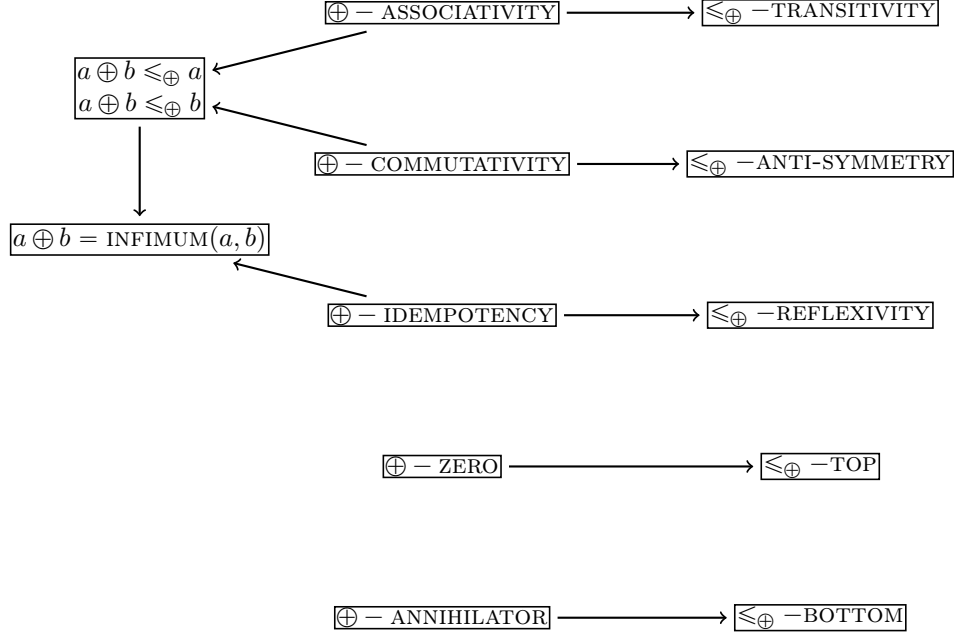 ⊕ − ASSOCIATIVITY
⩽⊕ −TRANSITIVITY
a ⊕ b ⩽⊕ a
a ⊕ b ⩽⊕ b
⊕ − COMMUTATIVITY
⩽⊕ −ANTI-SYMMETRY
a ⊕ b = INFIMUM(a, b)
⊕ − IDEMPOTENCY
⩽⊕ −REFLEXIVITY
⊕ − ZERO
⩽⊕ −TOP
⊕ − ANNIHILATOR
⩽⊕ −BOTTOM